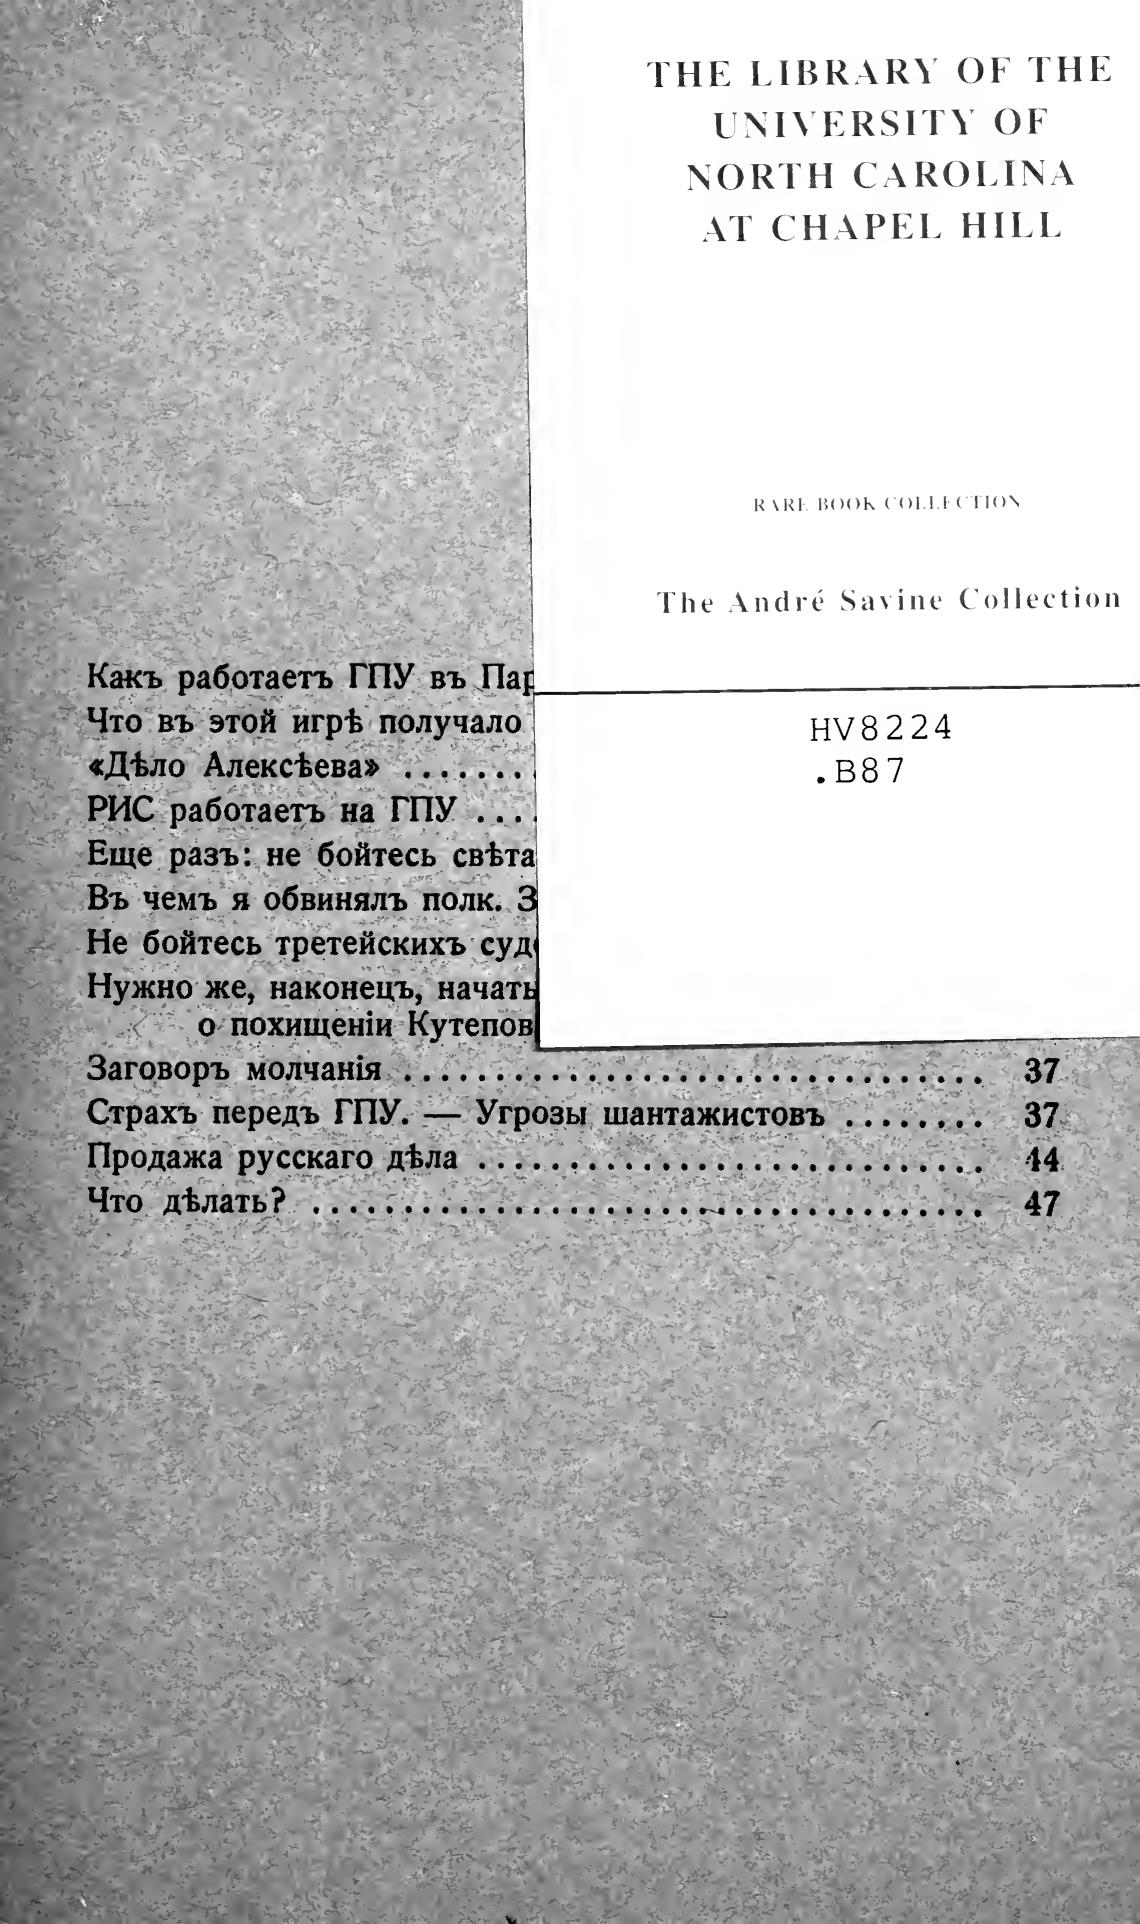 THE LIBRARY OF THE
UNIVERSITY OF
NORTH CAROLINA
AT CHAPEL HILL
RARE BOOK COLLECTION
The André Savine Collection
HV8224
.B87
Какъ работаетъ ГПУ въ
Что въ этой игрѣ получало
«Дѣло Алексѣева» .......
РИС работаетъ на ГПУ ....
Еще разъ: не бойтесь свѣта
Въ чемъ я обвинялъ полк. З
Не бойтесь третейскихъ
Нужно же, наконецъ, начать
о похищеніи Кутепов
Заговоръ молчанія ................................ 37
Страхъ передъ ГПУ. — Угрозы шантажистовъ ........ 37
Продажа русскаго дѣла ............................ 44
Что дѣлать? ..................................... 47